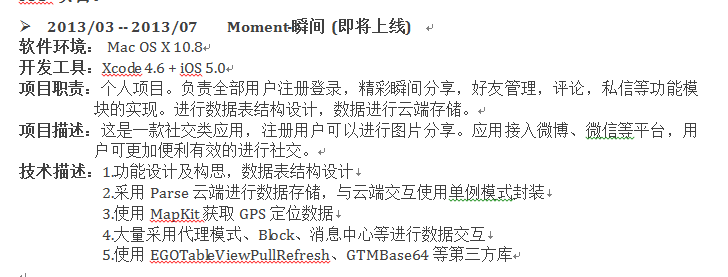 ➢ 2013/03 -- 2013/07 Moment-瞬间 (即将上线)
软件环境： Mac OS X 10.8
开发工具：Xcode 4.6 + iOS 5.0
项目职责：个人项目。负责全部用户注册登录，精彩瞬间分享，好友管理，评论，私信等功能模
块的实现。进行数据表结构设计，数据进行云端存储。
项目描述：这是一款社交类应用，注册用户可以进行图片分享。应用接入微博、微信等平台，用
户可更加便利有效的进行社交。
技术描述：1.功能设计及构思，数据表结构设计
2.采用 Parse 云端进行数据存储，与云端交互使用单例模式封装
3.使用 MapKit 获取 GPS 定位数据
4.大量采用代理模式、Block、消息中心等进行数据交互
5.使用 EGOTableViewPullRefresh、GTMBase64 等第三方库